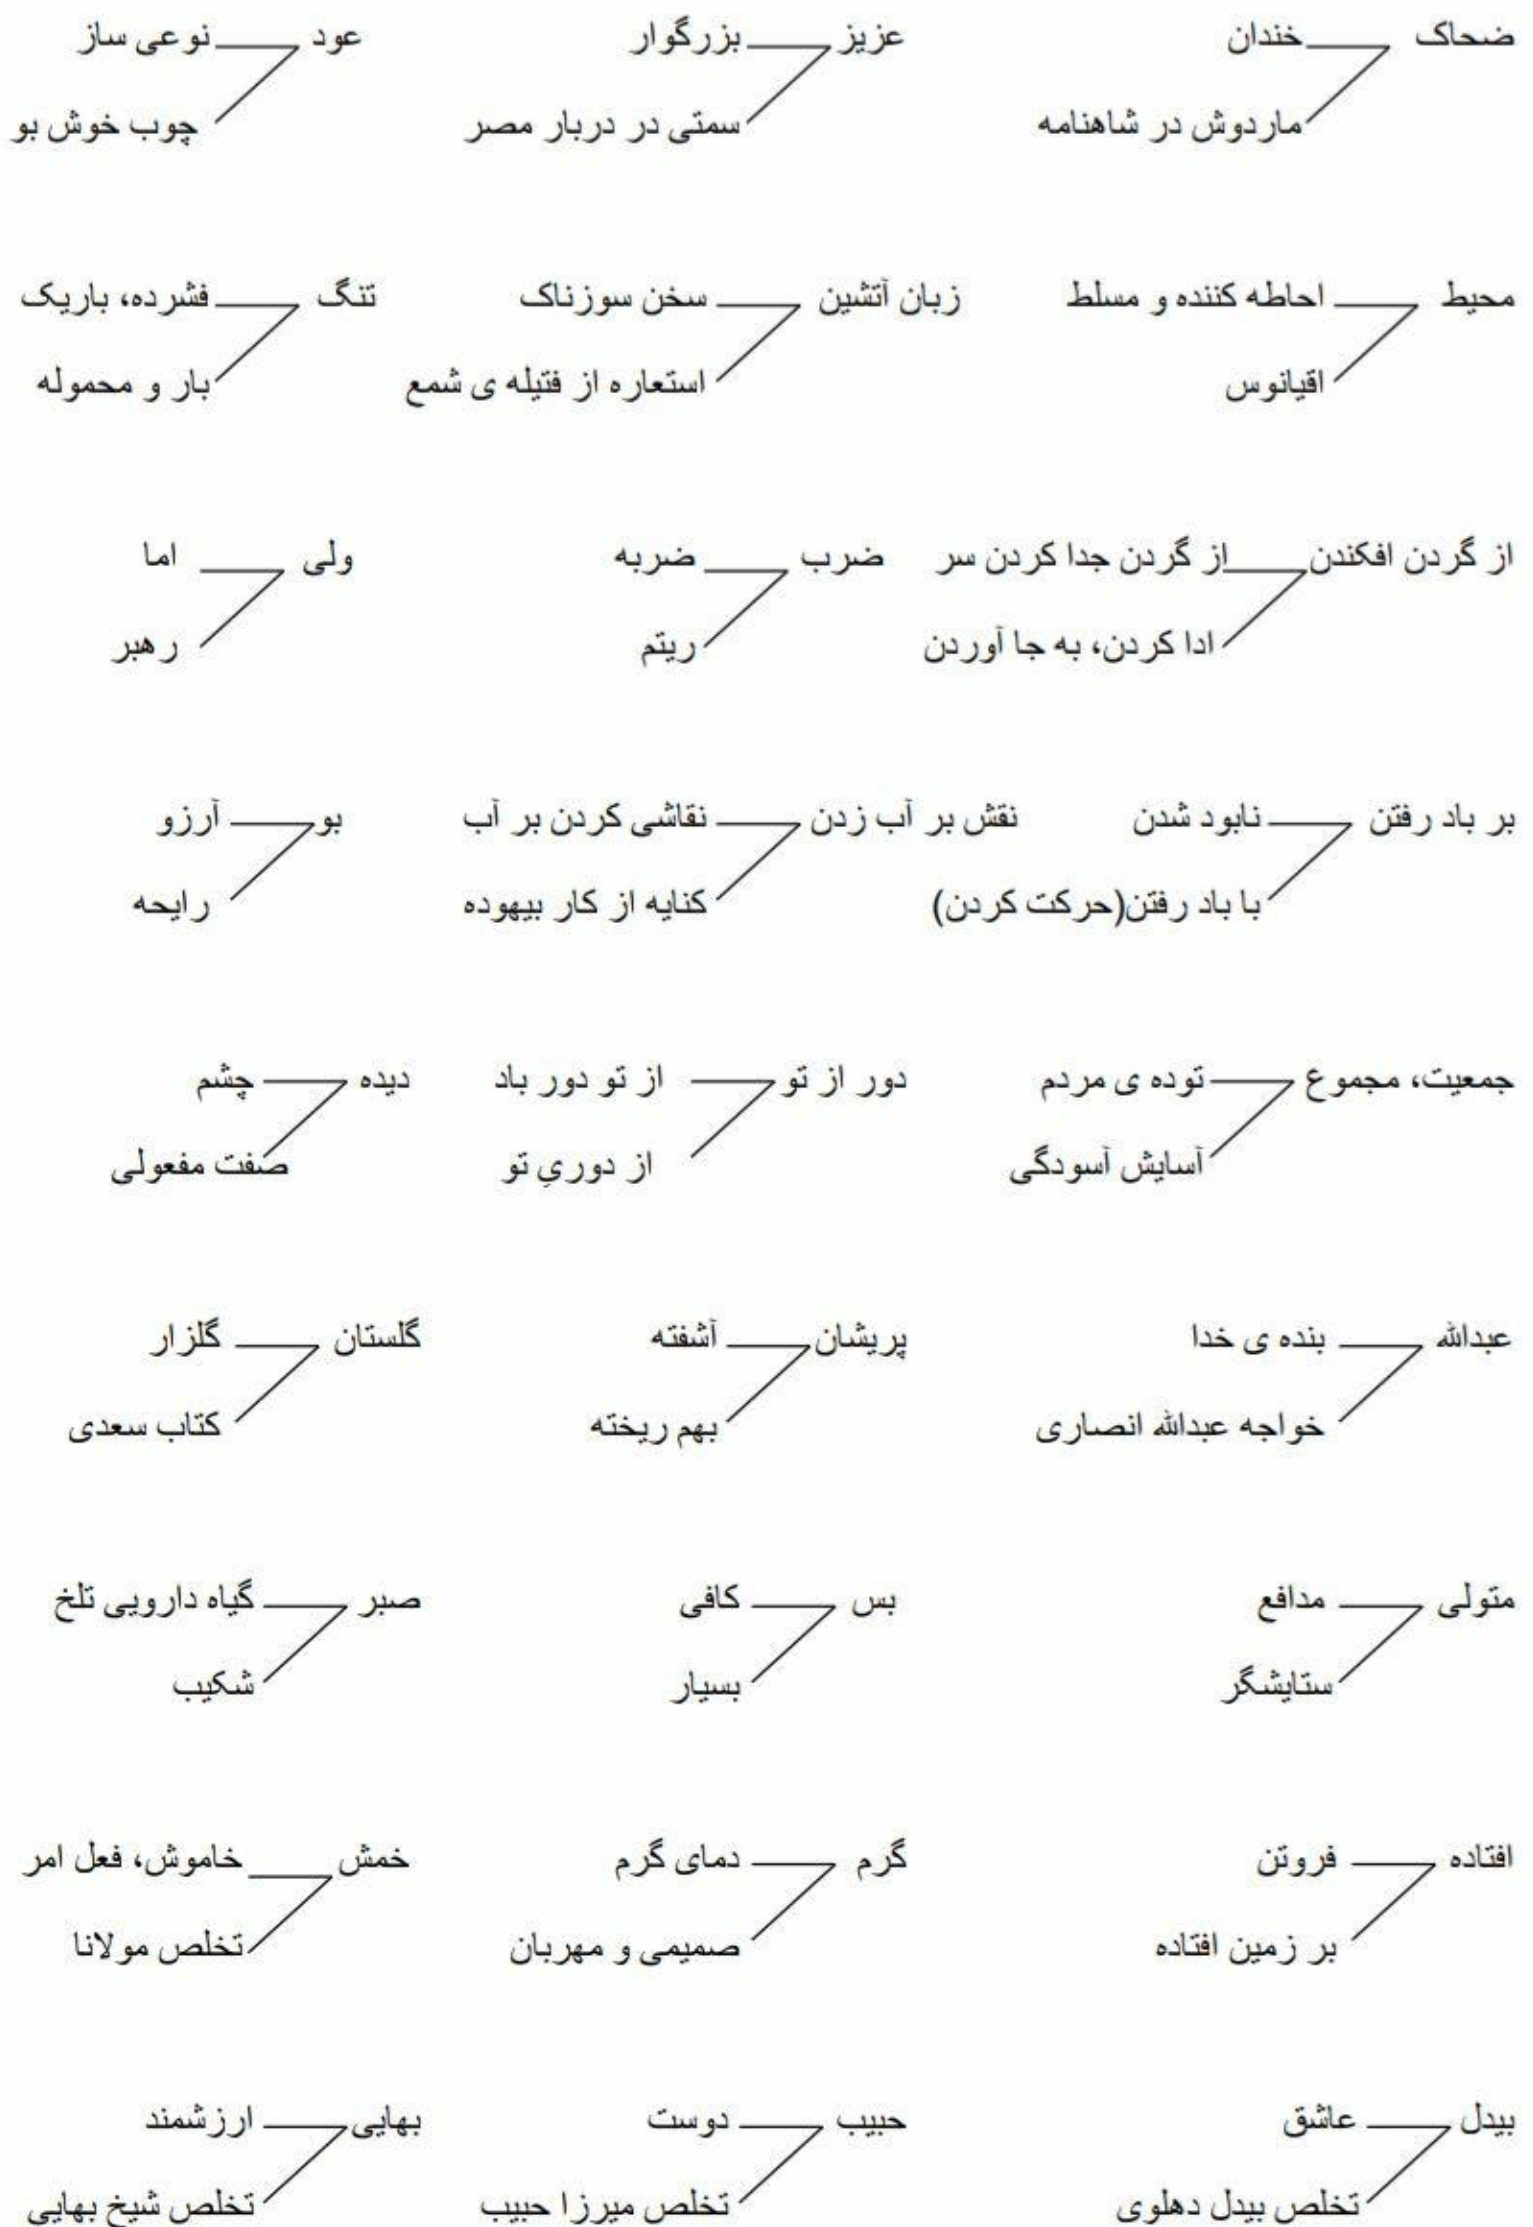 ضحاک خندان عزیز بزرگوار عود نوعی ساز
ماردوش در شاهنامه سمتی در دربار مصر چوب خوش بو
محیط احاطه کننده و مسلط زبان آتشین سخن سوزناک تنگ فشرده، باریک
اقیانوس استعاره از فتیله ی شمع بار و محموله
از گردن افکندن از گردن جدا کردن سر ضرب ضربه ولی اما
ادا کردن، به جا آوردن ریتم رهبر
بر باد رفتن نابود شدن نقش بر آب زدن نقاشی کردن بر آب بو آرزو
با باد رفتن(حرکت کردن) کنایه از کار بیهوده رایحه
جمعیت، مجموع توده ی مردم دور از تو از تو دور باد دیده چشم
آسایش آسودگی از دوریِ تو صفت مفعولی
عبدالله بنده ی خدا پریشان آشفته گلستان گلزار
خواجه عبدالله انصاری بهم ریخته کتاب سعدی
متولی مدافع بس کافی صبر گیاه دارویی تلخ
ستایشگر بسیار شکیب
افتاده فروتن گرم دمای گرم خمش خاموش، فعل امر
بر زمین افتاده صمیمی و مهربان تخلص مولانا
بیدل عاشق حبیب دوست بهایی ارزشمند
تخلص بیدل دهلوی تخلص میرزا حبیب تخلص شیخ بهایی